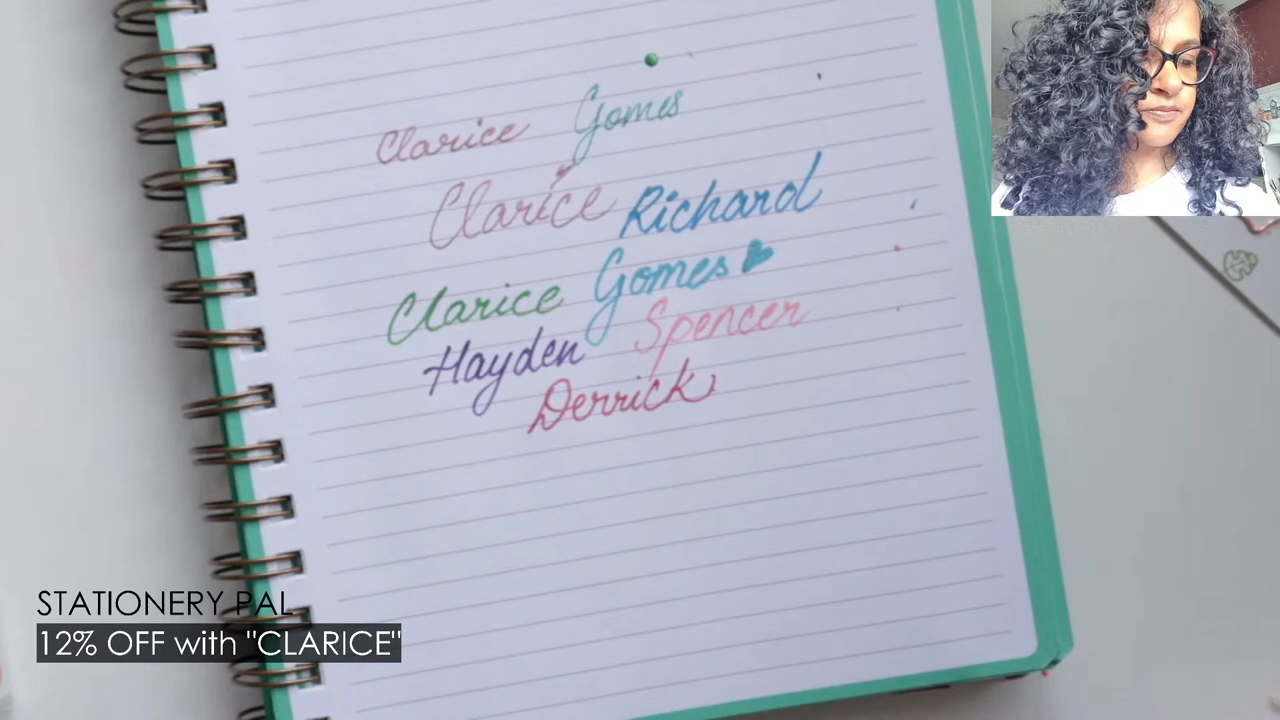 Clarice Gomes
Clarice Richard
Clarice Gomes
Hayden Spencer
Derrick
STATIONERY PAL
12% OFF with "CLARICE"